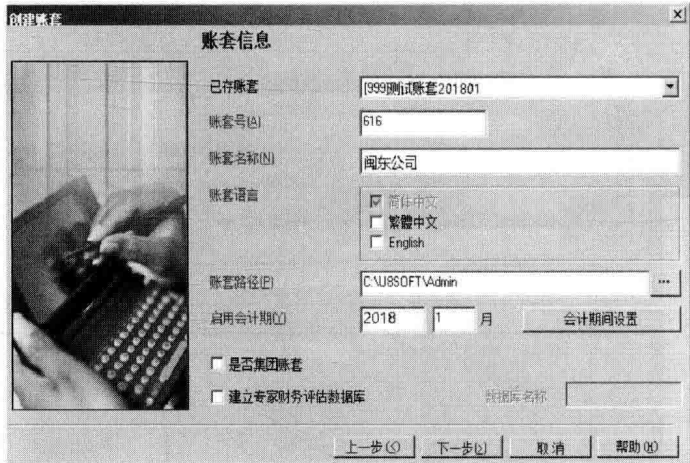 创建账套
账套信息
已存账套 [999]测试账套201801
账套号(A) 616
账套名称(N) 闽东公司
账套语言 简体中文
繁體中文
English
账套路径(P) C:\U8SOFT\Admin ...
启用会计期(Y) 2018 1 月 会计期间设置
是否集团账套
建立专家财务评估数据库 数据库名称
上一步(S) 下一步(L) 取消 帮助(H)